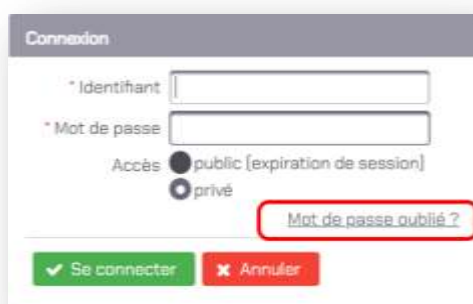 Connexion
* Identifiant
* Mot de passe
Accès public (expiration de session)
privé
Mot de passe oublié ?
Se connecter Annuler